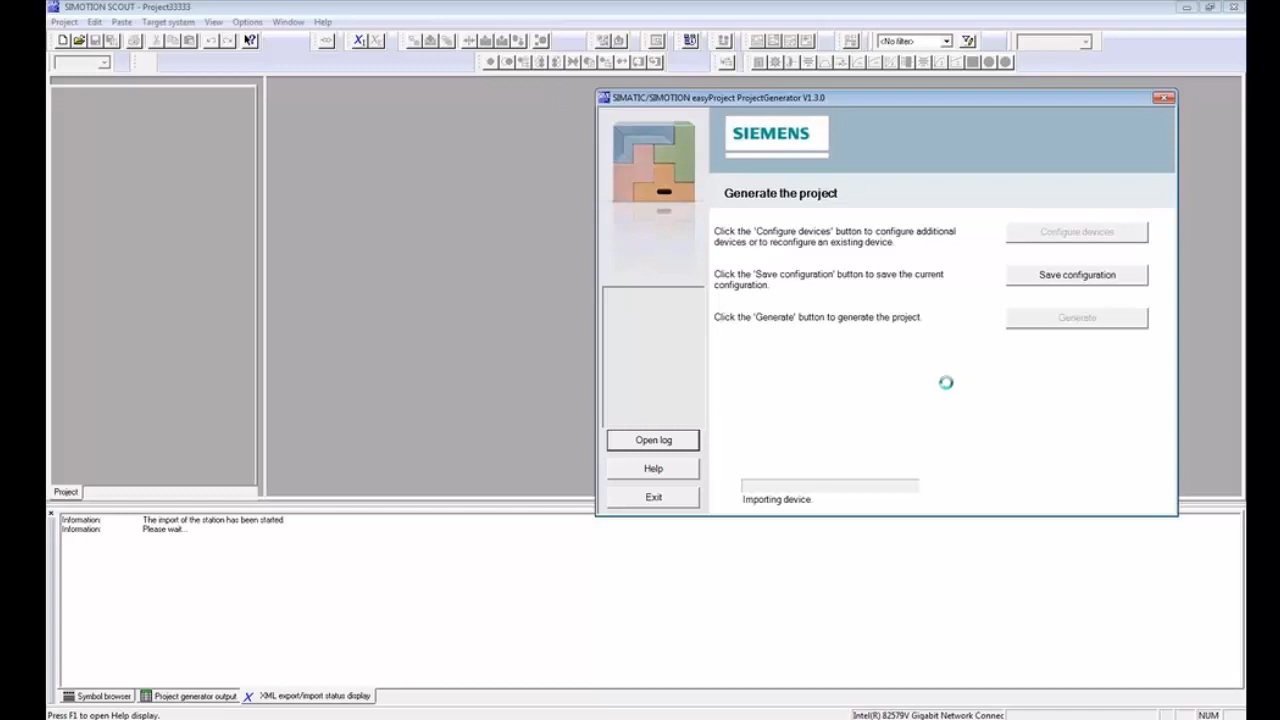 SIMOTION SCOUT - Project33333
Project Edit Paste Target system View Options Window Help
<No filter>
SIMATIC/SIMOTION easyProject ProjectGenerator V1.3.0
SIEMENS
Generate the project
Click the 'Configure devices' button to configure additional
devices or to reconfigure an existing device.
Configure devices
Click the 'Save configuration' button to save the current
configuration.
Save configuration
Click the 'Generate' button to generate the project.
Generate
Open log
Help
Exit
Importing device
Project
Information: The import of the station has been started
Information: Please wait...
Symbol browser Project generator output XML export/import status display
Press F1 to open Help display.
Intel(R) 82579V Gigabit Network Connec
NUM